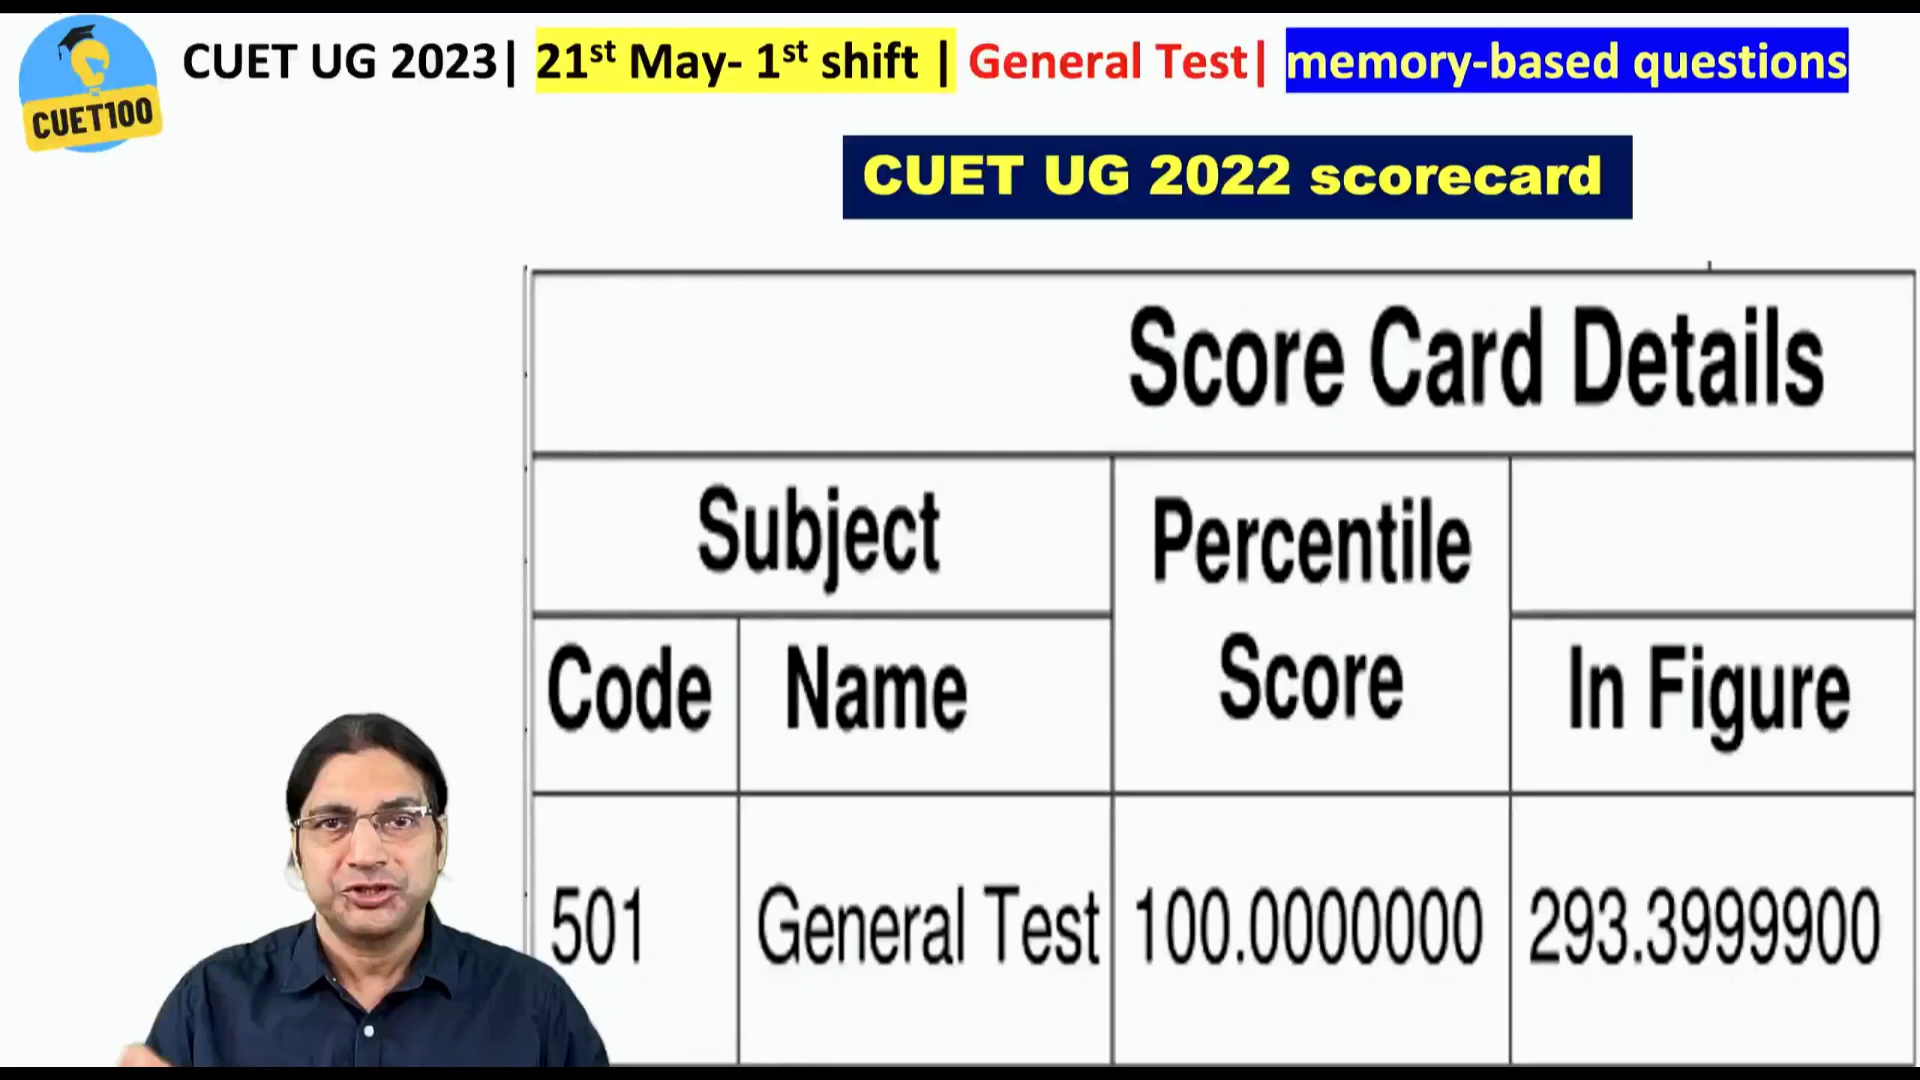 CUET100
CUET UG 2023| 21st May- 1st shift | General Test| memory-based questions
CUET UG 2022 scorecard
Score Card Details
Subject
Percentile Score
Code
Name
In Figure
501
General Test
100.0000000
293.3999900